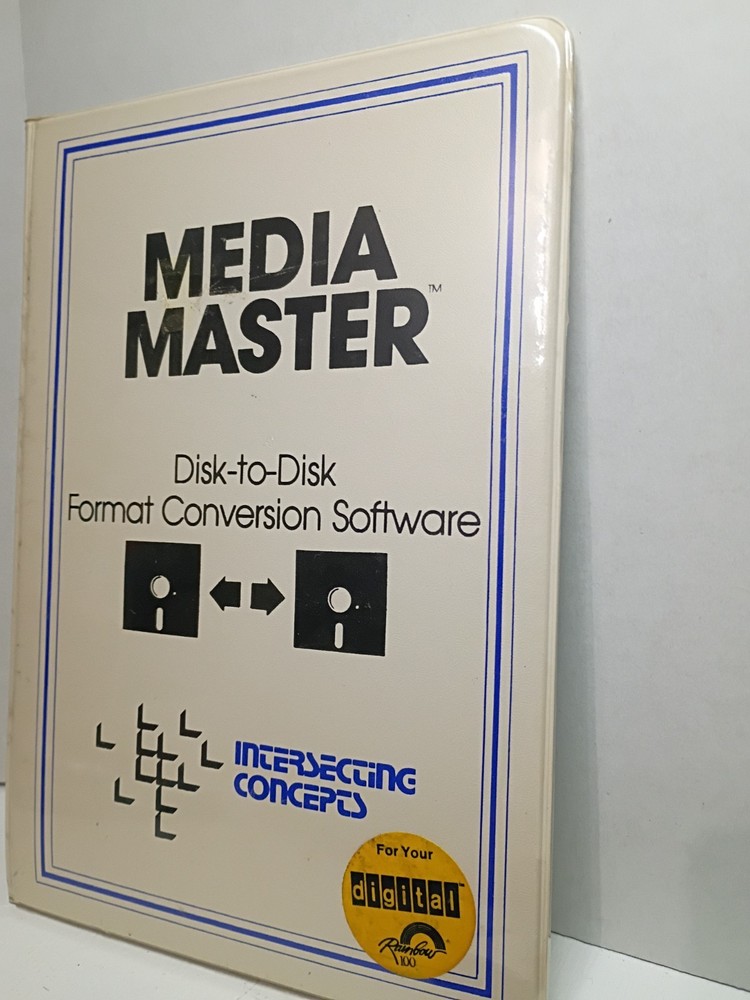 MEDIA
MASTER™
Disk-to-Disk
Format Conversion Software
INTERSECTING
CONCEPTS
For Your
digital™
Rainbow®
100